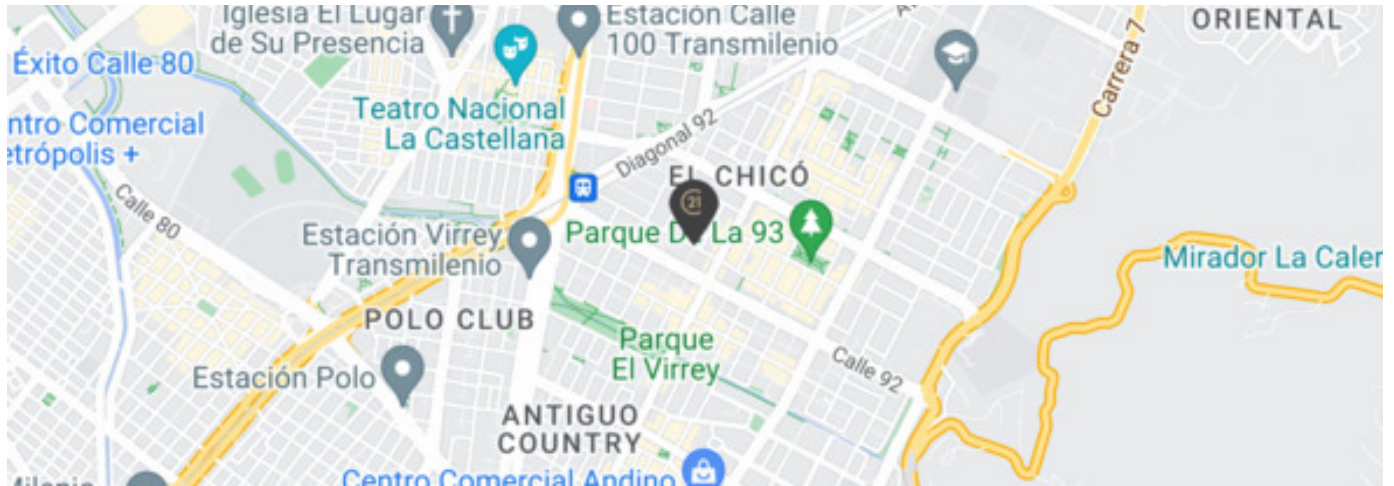 Iglesia El Lugar
de Su Presencia
Estación Calle
100 Transmilenio
ORIENTAL
Carrera 7
Éxito Calle 80
Teatro Nacional
La Castellana
ntro Comercial
etrópolis +
Diagonal 92
EL CHICÓ
21
Calle 80
Estación Virrey
Transmilenio
Parque De La 93
Mirador La Caler
POLO CLUB
Parque
El Virrey
Calle 92
Estación Polo
ANTIGUO
COUNTRY
Centro Comercial Andino